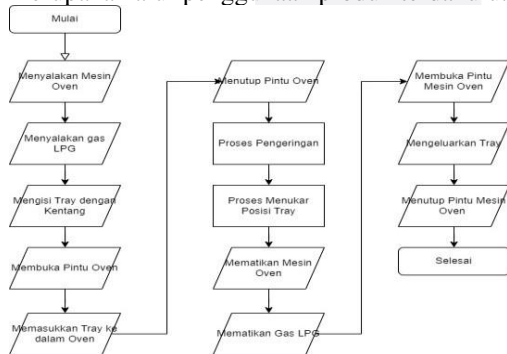 Mulai
Menyalakan Mesin
Oven
Menyalakan gas
LPG
Mengisi Tray dengan
Kentang
Membuka Pintu Oven
Memasukkan Tray ke
dalam Oven
Menutup Pintu Oven
Proses Pengeringan
Proses Menukar
Posisi Tray
Mematikan Mesin
Oven
Mematikan Gas LPG
Membuka Pintu
Mesin Oven
Mengeluarkan Tray
Menutup Pintu Mesin
Oven
Selesai